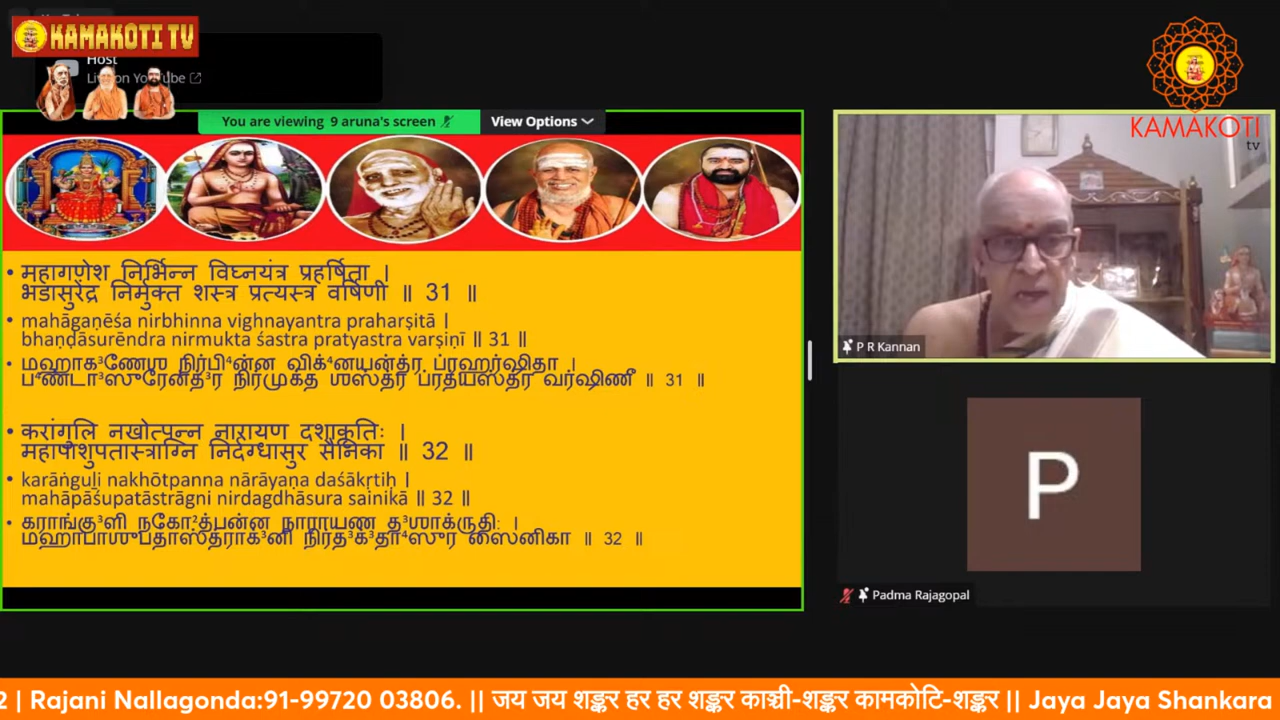 KAMAKOTI TV
Host
Live on YouTube
You are viewing 9 aruna's screen
View Options
KAMAKOTI
tv
• महागणेश निर्भिन्न विघ्नयंत्र प्रहर्षिता ।
भंडासुरेंद्र निर्मुक्त शस्त्र प्रत्यस्त्र वर्षिणी ॥ 31 ॥
• mahāgaṇēśa nirbhinna vighnayantra praharṣitā |
bhaṇḍāsurēndra nirmukta śastra pratyastra varṣiṇī ॥ 31 ॥
• மஹாக³ணேஶ நிர்பி⁴ன்ன விக்⁴னயன்த்ர ப்ரஹர்ஷிதா ।
ப⁴ண்டா³ஸுரேன்த்³ர நிர்முக்த ஶஸ்த்ர ப்ரத்யஸ்த்ர வர்ஷிணீ ॥ 31 ॥
• करांगुलि नखोत्पन्न नारायण दशाकृतिः ।
महापाशुपतास्त्राग्नि निर्दग्धासुर सैनिका ॥ 32 ॥
• karāṅguḷi nakhōtpanna nārāyaṇa daśākṛtiḥ |
mahāpāśupatāstrāgni nirdagdhāsura sainikā ॥ 32 ॥
• கராங்கு³ளி நகோ²த்பன்ன நாராயண த³ஶாக்ருதி: ।
மஹாபாஶுபதாஸ்த்ராக்³னி நிர்த³க்³தா⁴ஸுர ஸைனிகா ॥ 32 ॥
P R Kannan
P
Padma Rajagopal
2 | Rajani Nallagonda:91-99720 03806. || जय जय शङ्कर हर हर शङ्कर काञ्ची-शङ्कर कामकोटि-शङ्कर || Jaya Jaya Shankara